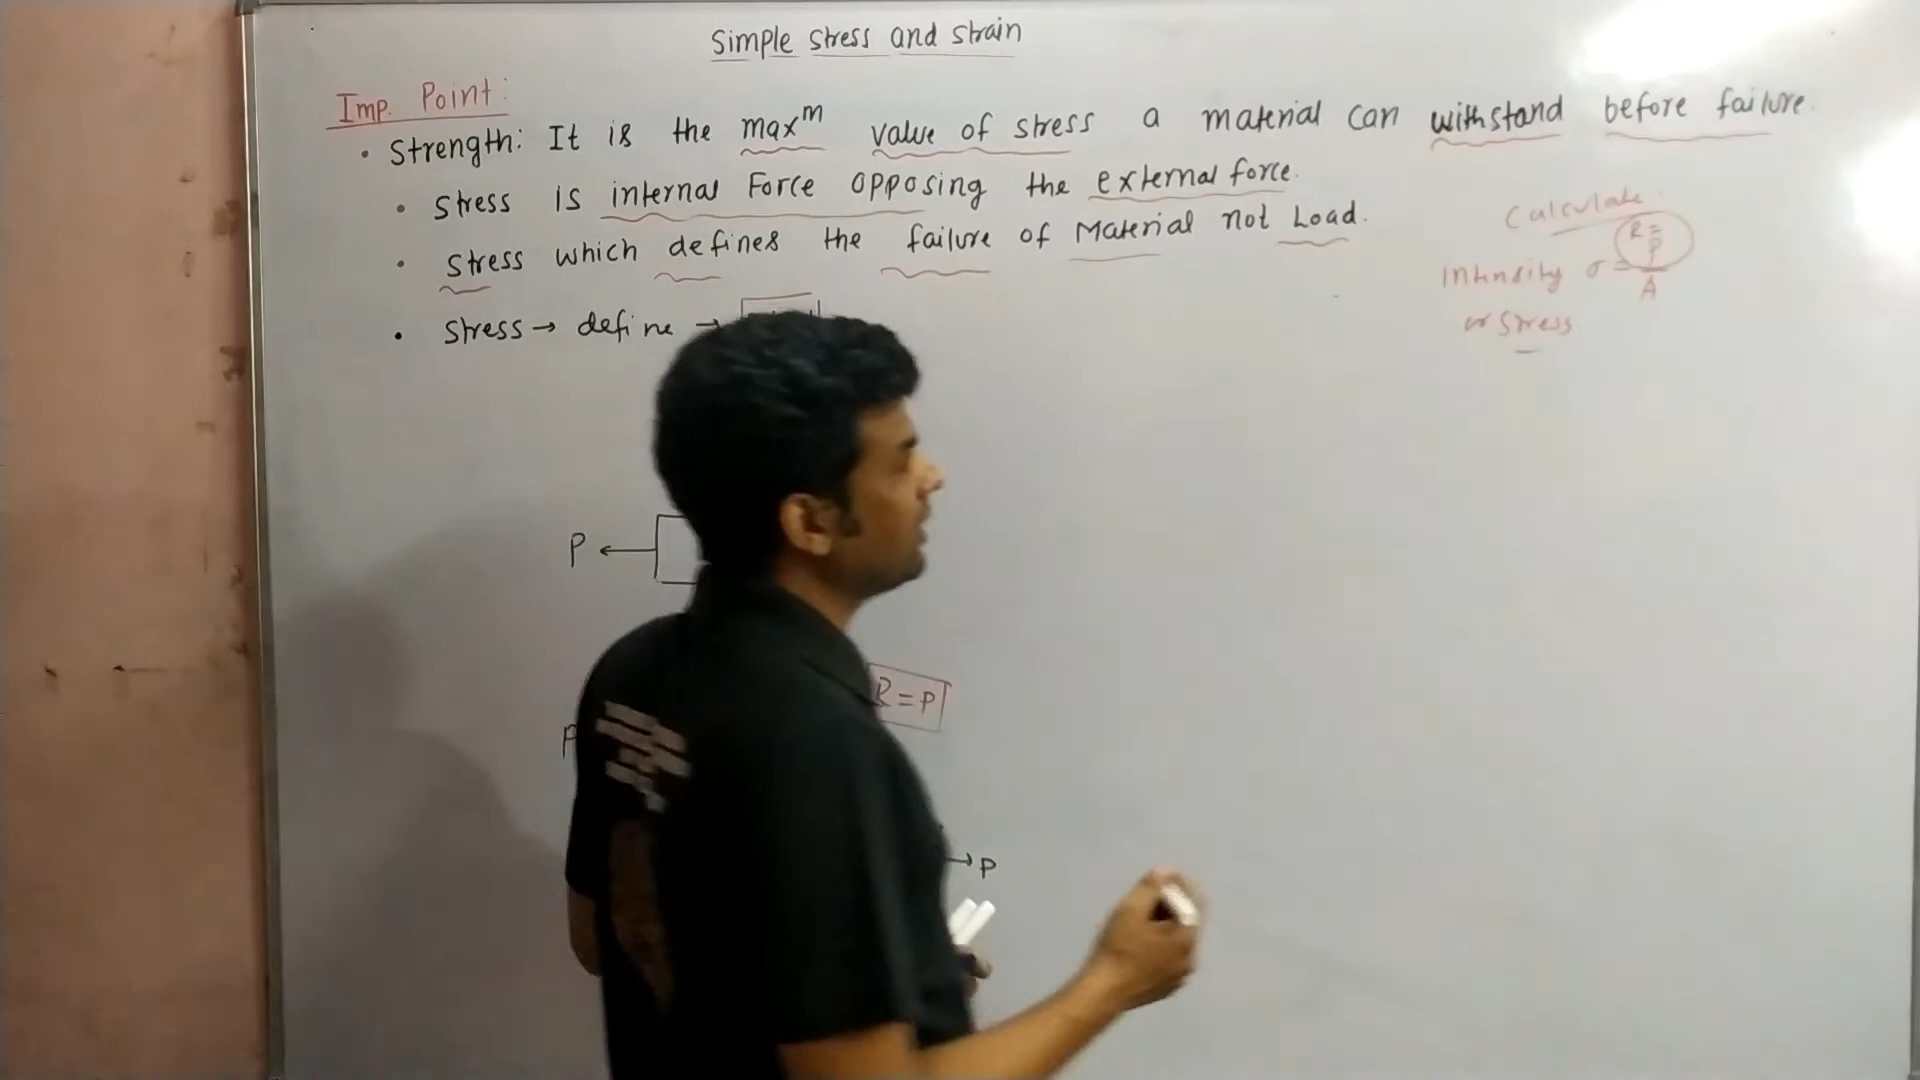 Simple stress and strain
Imp. Point:
• Strength: It is the maxᵐ value of stress a material can withstand before failure.
• Stress is internal Force opposing the external force.
• Stress which defines the failure of Material not Load.
• Stress → define →
Calculate
R =
Intensity σ = P
A
or Stress
P ←
R = P
P
→ P